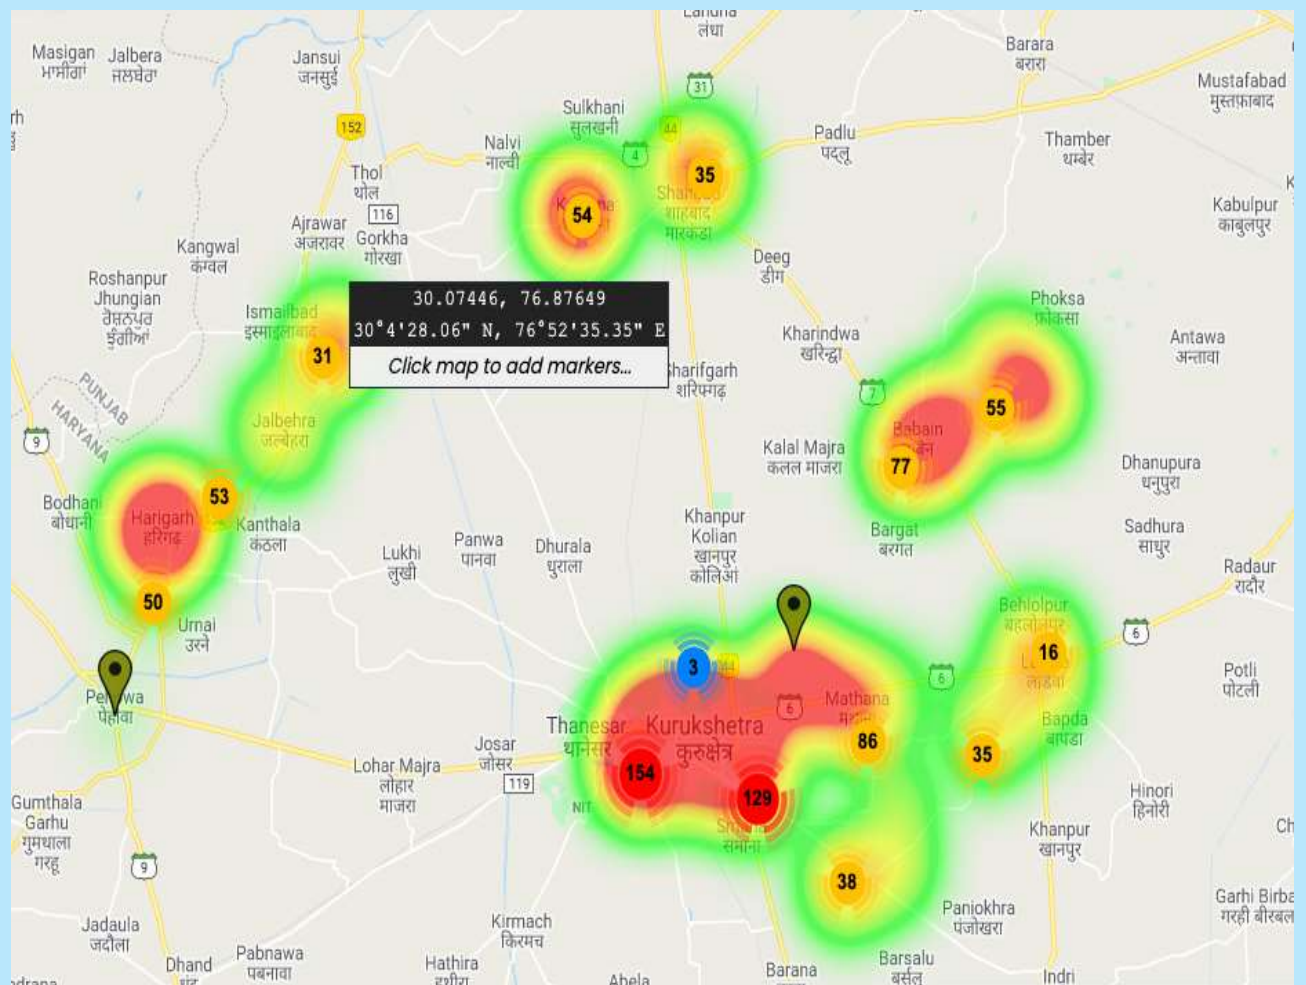 Landha
लंधा
Masigan
ਮਾਸੀਗਾਂ
Jalbera
ਜਲਬੇੜਾ
Jansui
जनसुई
Barara
बरारा
31
Mustafabad
मुस्तफ़ाबाद
Sulkhani
सुलखनी
152
44
4
Nalvi
नाल्वी
Padlu
पद्लू
Thamber
थम्बेर
Thol
थोल
35
116
54
शाहबाद
मारकंडा
Kabulpur
काबुलपुर
Ajrawar
अजरावर
Gorkha
गोरखा
Kangwal
कंग्वल
Deeg
डीग
Roshanpur
Jhungian
ਰੋਸ਼ਨਪੁਰ
ਝੁੰਗੀਆਂ
30.07446, 76.87649
30°4'28.06" N, 76°52'35.35" E
Click map to add markers...
Ismailbad
इस्माइलाबाद
31
Phoksa
फ़ोकसा
Kharindwa
खरिन्द्वा
Antawa
अन्तावा
Sharifgarh
शरिफ्गढ़
PUNJAB
HARYANA
7
55
Jalbehra
जल्बेहरा
9
Babain
77
Kalal Majra
कलल माजरा
Dhanupura
धनुपुरा
Bodhani
बोधानी
53
Harigarh
हरिगढ़
Kanthala
कंठला
Khanpur
Kolian
खानपुर
कोलिआं
Bargat
बरगत
Sadhura
साधुर
Lukhi
लुखी
Panwa
पानवा
Dhurala
धुराला
Radaur
रादौर
50
Urnai
उरने
Behlolpur
बहलोलपुर
6
16
लाडवा
3
44
6
Potli
पोटली
पेहोवा
Mathana
6
Thanesar
थानेसर
Kurukshetra
कुरुक्षेत्र
Bapda
बापडा
86
35
154
129
Josar
जोसर
119
Lohar Majra
लोहार
माजरा
NIT
समाना
Hinori
हिनोरी
Gumthala
Garhu
गुमथाला
गरहू
Khanpur
खानपुर
9
38
Garhi Birba
गरही बीरबल
Paniokhra
पंजोखरा
Jadaula
जदौला
Kirmach
किरमच
Pabnawa
पबनावा
Dhand
Hathira
Abela
Barana
Barsalu
बर्सल
Indri